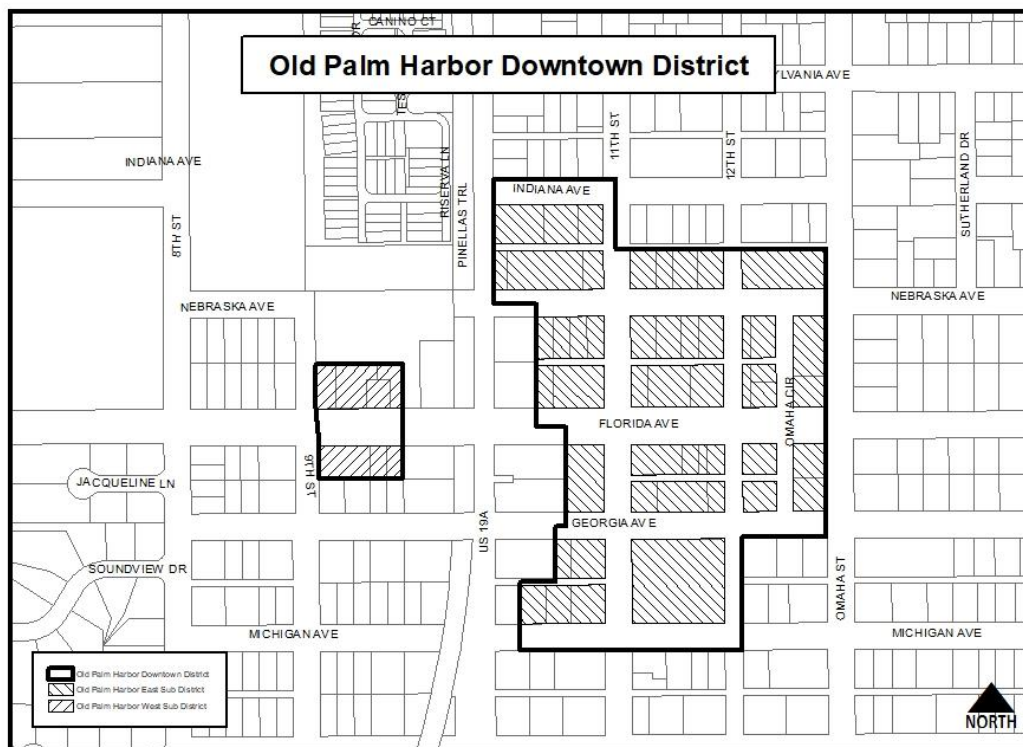 CANINO CT
DR
Old Palm Harbor Downtown District
YLVANIA AVE
TES
11TH ST
12TH ST
INDIANA AVE
RISERVA LN
SUTHERLAND DR
INDIANA AVE
8TH ST
PINELLAS TRL
NEBRASKA AVE
NEBRASKA AVE
OMAHA CIR
FLORIDA AVE
9TH ST
JACQUELINE LN
US 19A
GEORGIA AVE
SOUNDVIEW DR
OMAHA ST
MICHIGAN AVE
MICHIGAN AVE
Old Palm Harbor Downtown District
Old Palm Harbor East Sub District
Old Palm Harbor West Sub District
NORTH